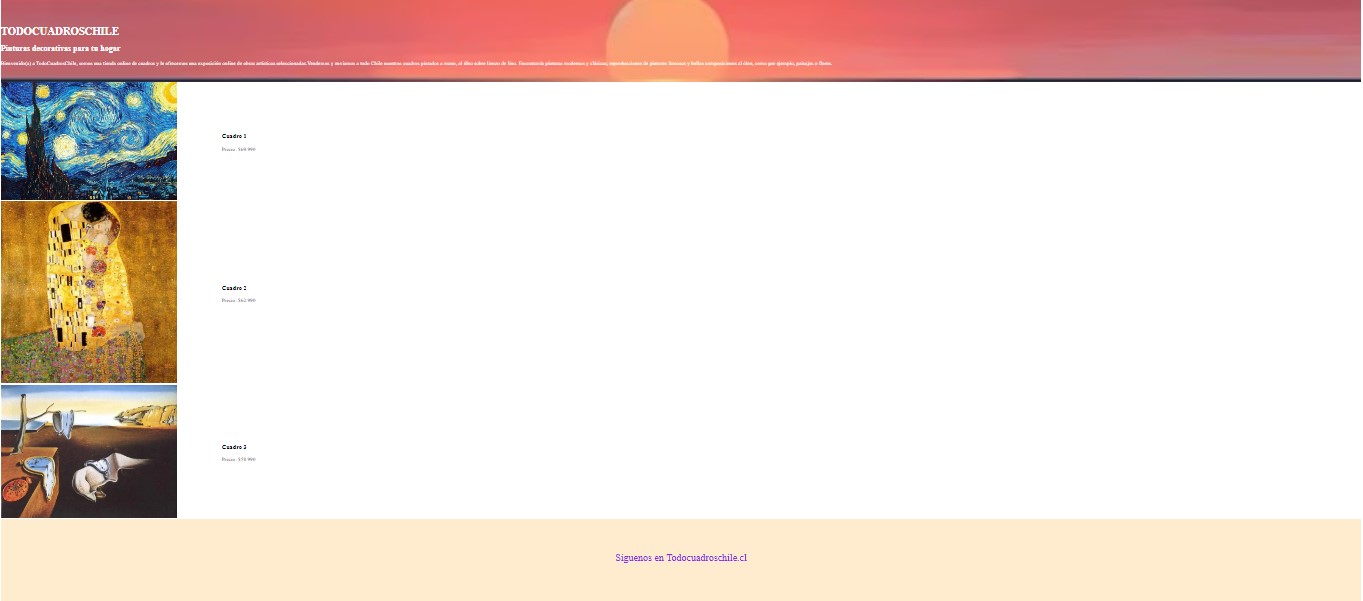 TODOCUADROSCHILE
Pinturas decorativas para tu hogar
Bienvenido(a) a TodoCuadrosChile, somos una tienda online de cuadros y le ofrecemos una exposición online de obras artísticas seleccionadas. Vendemos y enviamos a todo Chile nuestros cuadros pintados a mano, al óleo sobre lienzo de lino. Encontrarás pinturas modernas y clásicas, reproducciones de pinturas famosas y bellas composiciones al óleo, como por ejemplo, paisajes o flores.
Cuadro 1
Precio: $69.990
Cuadro 2
Precio: $62.990
Cuadro 3
Precio: $78.990
Síguenos en Todocuadroschile.cl